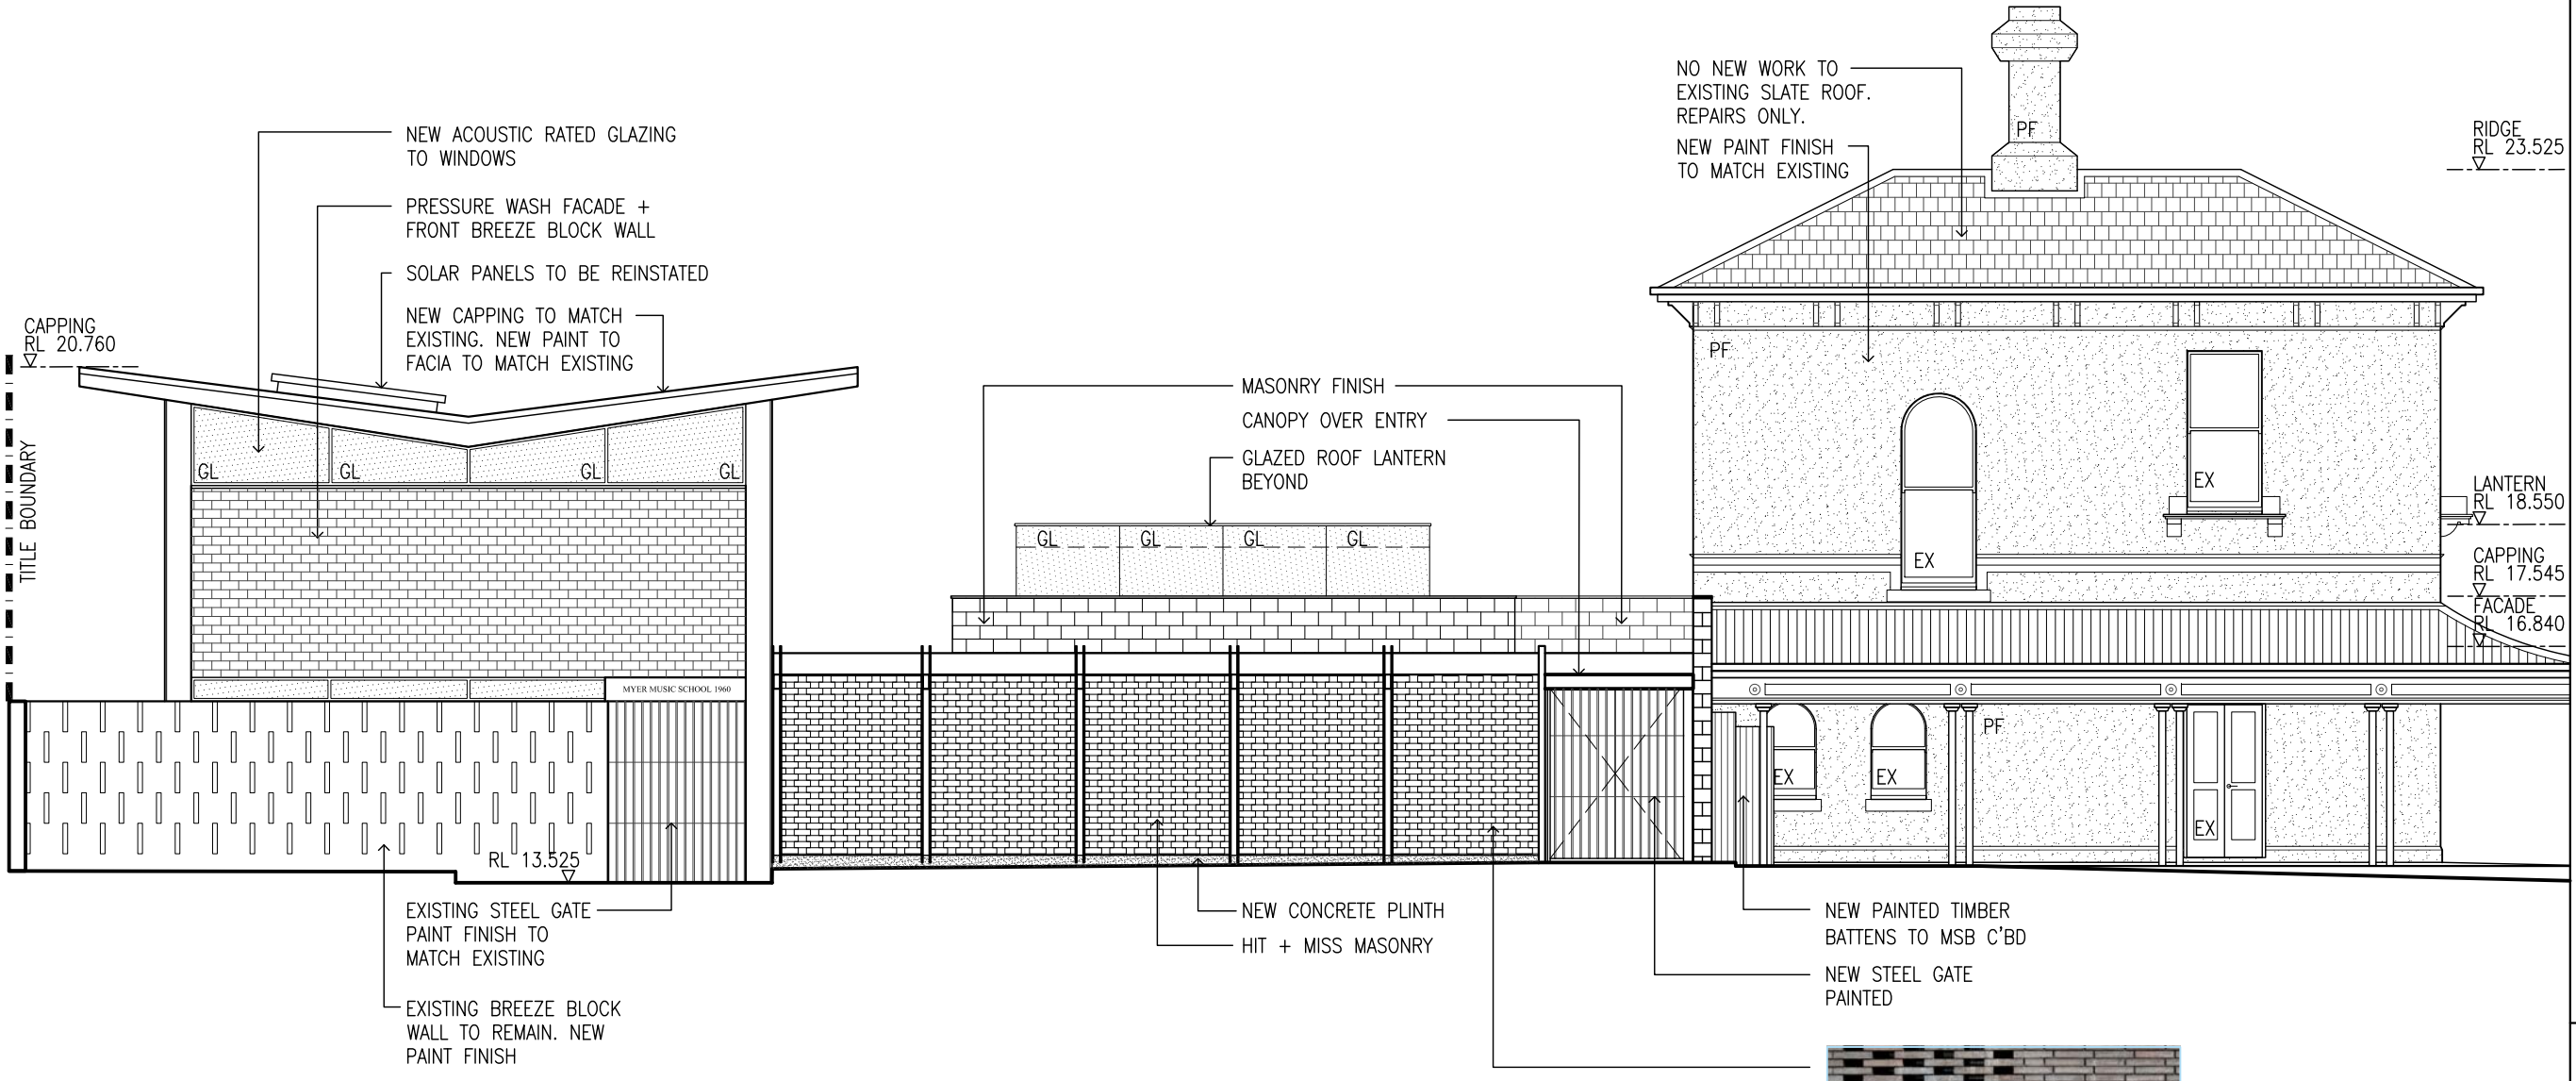 NO NEW WORK TO
EXISTING SLATE ROOF.
REPAIRS ONLY.
NEW PAINT FINISH
TO MATCH EXISTING
PF
RIDGE
RL 23.525
NEW ACOUSTIC RATED GLAZING
TO WINDOWS
PRESSURE WASH FACADE +
FRONT BREEZE BLOCK WALL
SOLAR PANELS TO BE REINSTATED
NEW CAPPING TO MATCH
EXISTING. NEW PAINT TO
FACIA TO MATCH EXISTING
CAPPING
RL 20.760
TITLE BOUNDARY
GL
GL
GL
GL
MASONRY FINISH
CANOPY OVER ENTRY
GLAZED ROOF LANTERN
BEYOND
GL
GL
GL
GL
PF
EX
EX
LANTERN
RL 18.550
CAPPING
RL 17.545
FACADE
RL 16.840
MYER MUSIC SCHOOL 1960
PF
EX
EX
EX
RL 13.525
EXISTING STEEL GATE
PAINT FINISH TO
MATCH EXISTING
EXISTING BREEZE BLOCK
WALL TO REMAIN. NEW
PAINT FINISH
NEW CONCRETE PLINTH
HIT + MISS MASONRY
NEW PAINTED TIMBER
BATTENS TO MSB C'BD
NEW STEEL GATE
PAINTED